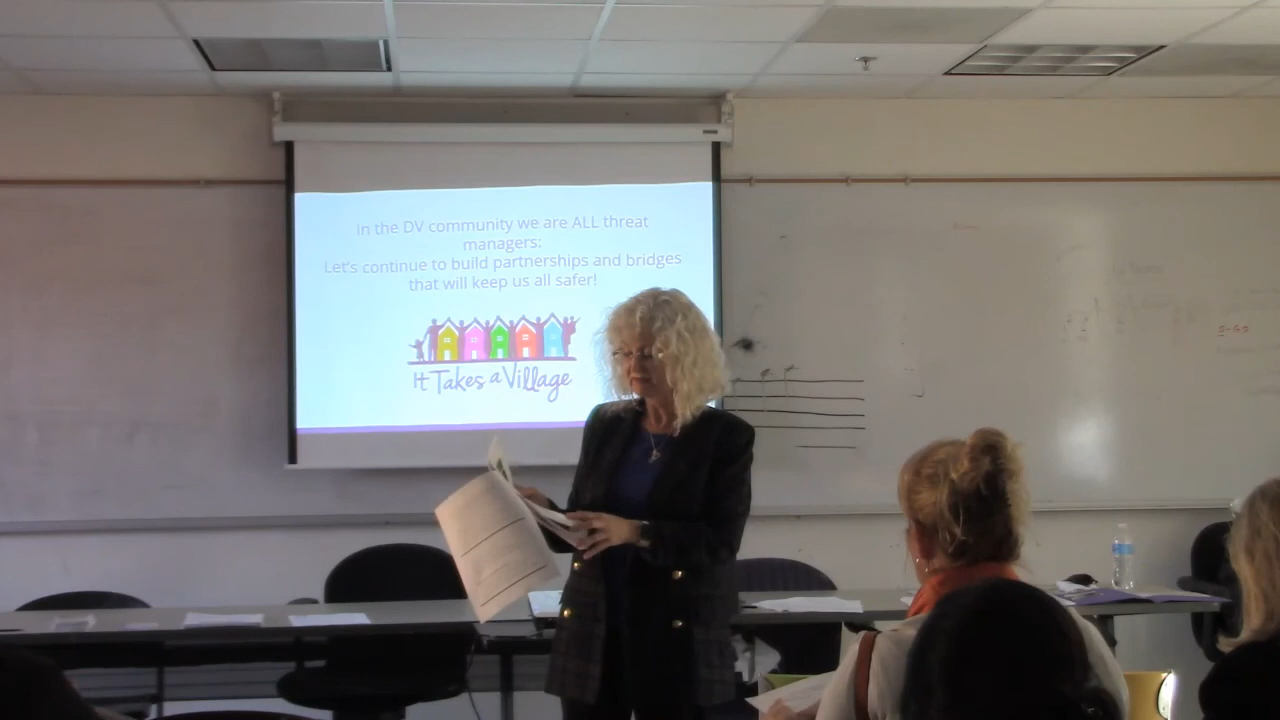 In the DV community we are ALL threat
managers:
Let's continue to build partnerships and bridges
that will keep us all safer!
It Takes a Village